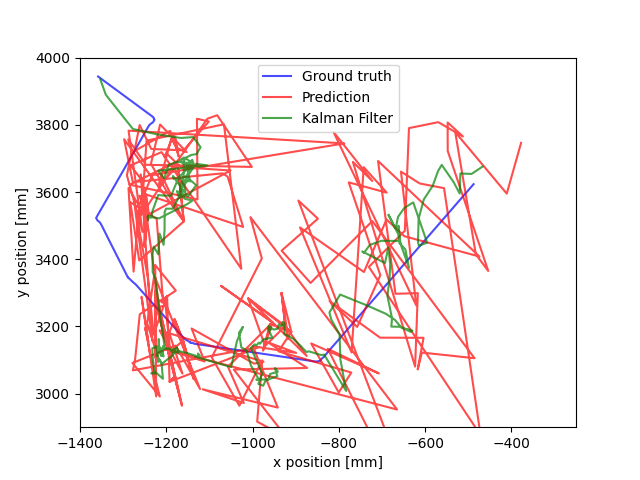 Ground truth
Prediction
Kalman Filter
y position [mm]
4000
3800
3600
3400
3200
3000
−1400 −1200 −1000 −800 −600 −400
x position [mm]